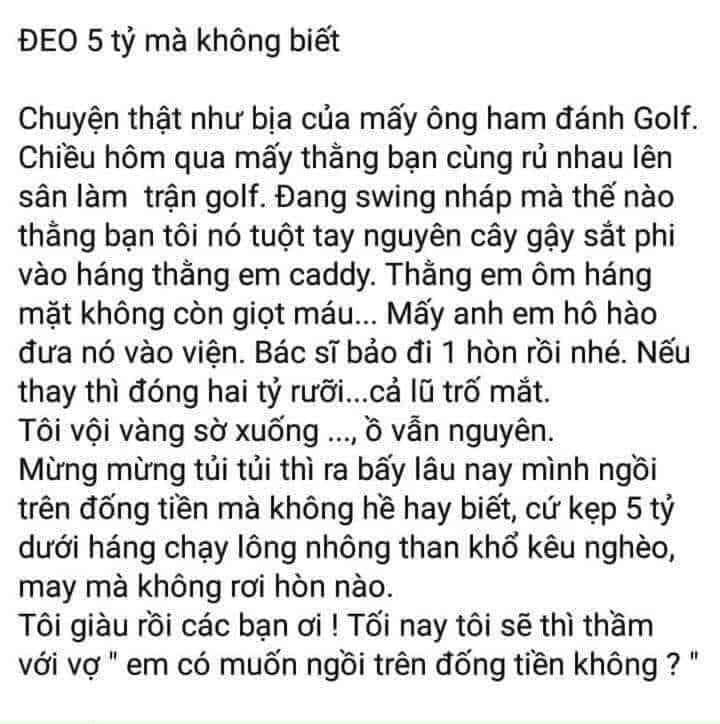 ĐEO 5 tỷ mà không biết
Chuyện thật như bịa của mấy ông ham đánh Golf.
Chiều hôm qua mấy thằng bạn cùng rủ nhau lên
sân làm trận golf. Đang swing nháp mà thế nào
thằng bạn tôi nó tuột tay nguyên cây gậy sắt phi
vào háng thằng em caddy. Thằng em ôm háng
mặt không còn giọt máu... Mấy anh em hô hào
đưa nó vào viện. Bác sĩ bảo đi 1 hòn rồi nhé. Nếu
thay thì đóng hai tỷ rưỡi...cả lũ trố mắt.
Tôi vội vàng sờ xuống ..., ồ vẫn nguyên.
Mừng mừng tủi tủi thì ra bấy lâu nay mình ngồi
trên đống tiền mà không hề hay biết, cứ kẹp 5 tỷ
dưới háng chạy lông nhông than khổ kêu nghèo,
may mà không rơi hòn nào.
Tôi giàu rồi các bạn ơi ! Tối nay tôi sẽ thì thầm
với vợ " em có muốn ngồi trên đống tiền không ? "